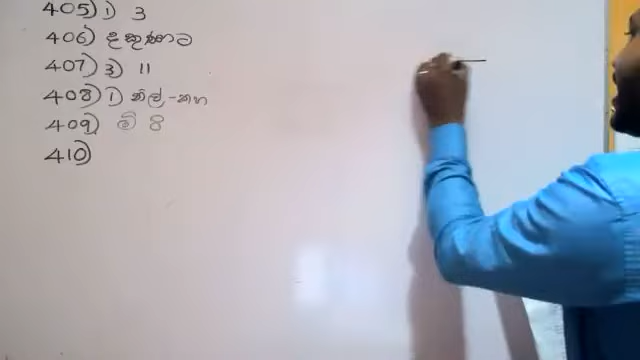 405) 1) 3
406) දකුණට
407) 3) 11
408) 1) නිල් - කහ
409) මී 8
410)